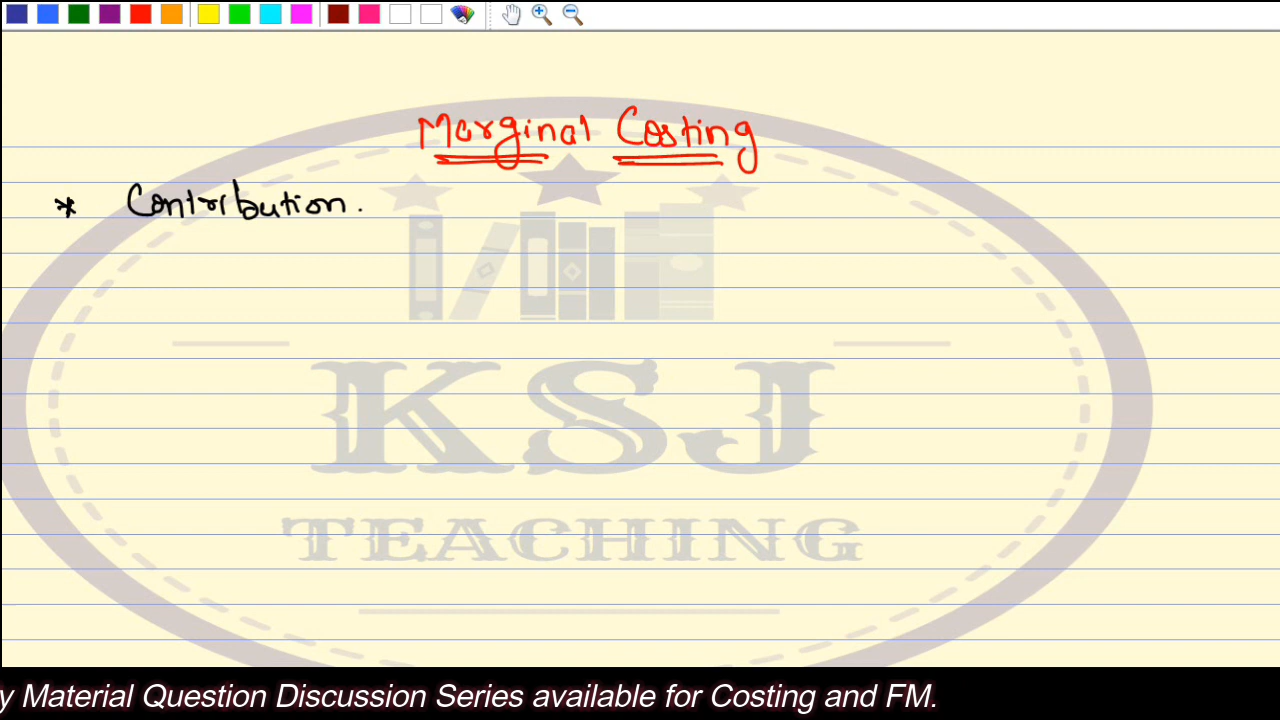 Marginal Costing
* Contribution.
KSJ
TEACHING
y Material Question Discussion Series available for Costing and FM.